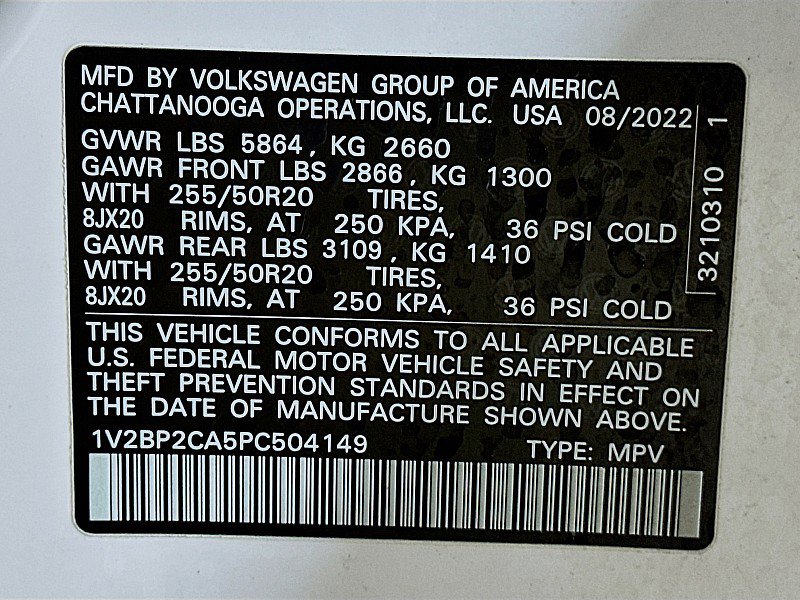 MFD BY VOLKSWAGEN GROUP OF AMERICA
CHATTANOOGA OPERATIONS, LLC. USA 08/2022
GVWR LBS 5864, KG 2660
GAWR FRONT LBS 2866, KG 1300
WITH 255/50R20 TIRES,
8JX20 RIMS, AT 250 KPA, 36 PSI COLD
GAWR REAR LBS 3109, KG 1410
WITH 255/50R20 TIRES,
8JX20 RIMS, AT 250 KPA, 36 PSI COLD
3210310 1
THIS VEHICLE CONFORMS TO ALL APPLICABLE
U.S. FEDERAL MOTOR VEHICLE SAFETY AND
THEFT PREVENTION STANDARDS IN EFFECT ON
THE DATE OF MANUFACTURE SHOWN ABOVE.
1V2BP2CA5PC504149 TYPE: MPV